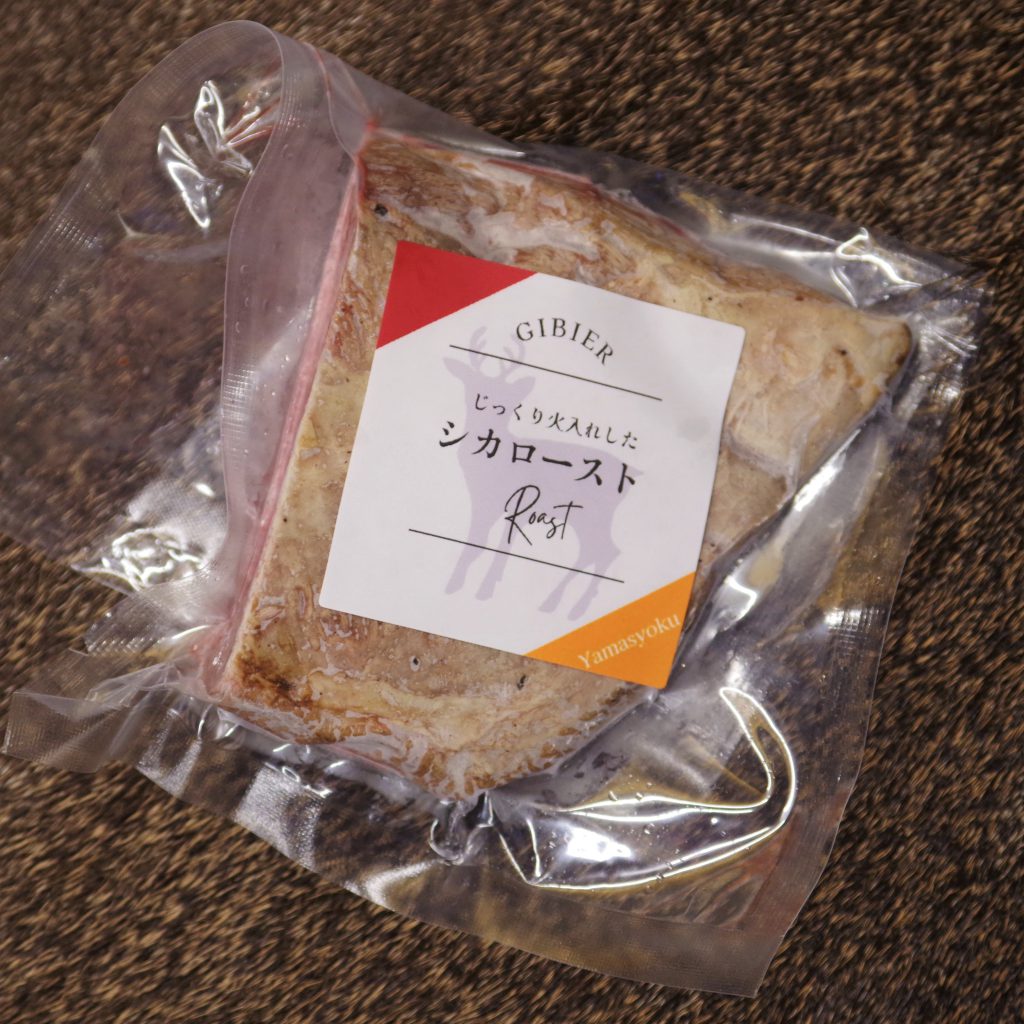 GIBIER
じっくり火入れした
シカロースト
Roast
Yamasyoku